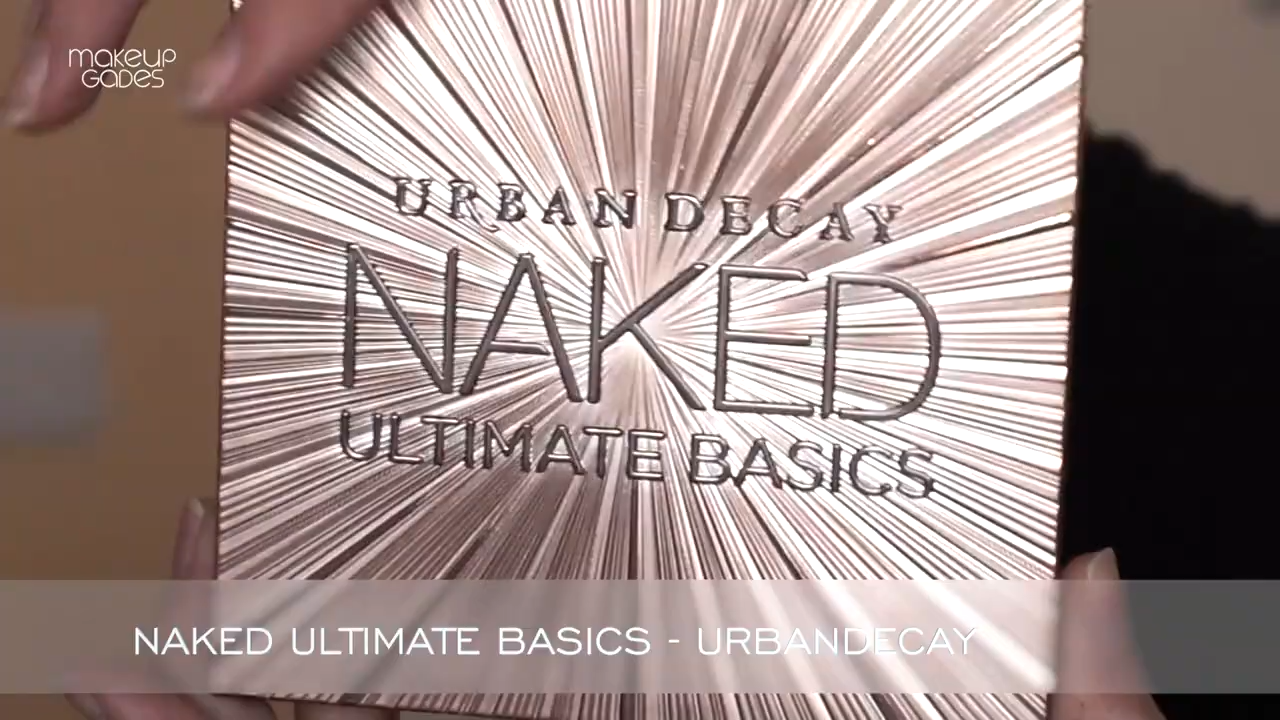 makeup
GADES
URBAN DECAY
NAKED
ULTIMATE BASICS
NAKED ULTIMATE BASICS - URBANDECAY